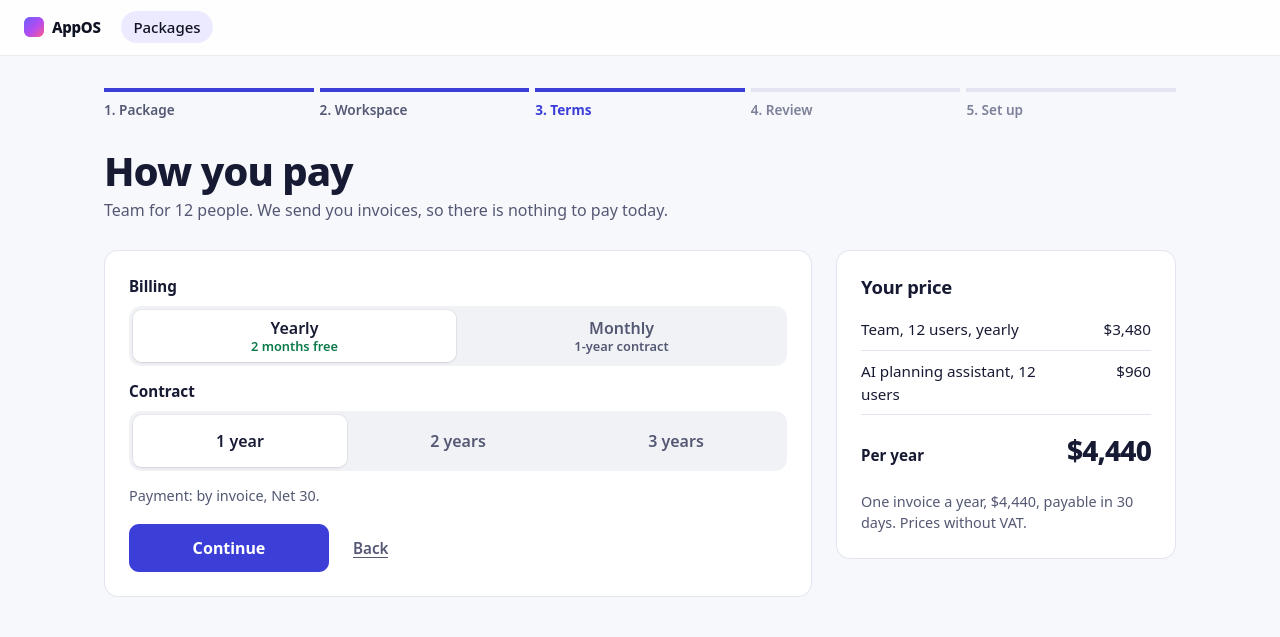 AppOS
Packages
1. Package
2. Workspace
3. Terms
4. Review
5. Set up
How you pay
Team for 12 people. We send you invoices, so there is nothing to pay today.
Billing
Yearly
2 months free
Monthly
1-year contract
Contract
1 year
2 years
3 years
Payment: by invoice, Net 30.
Continue
Back
Your price
Team, 12 users, yearly $3,480
AI planning assistant, 12 $960
users
Per year $4,440
One invoice a year, $4,440, payable in 30
days. Prices without VAT.